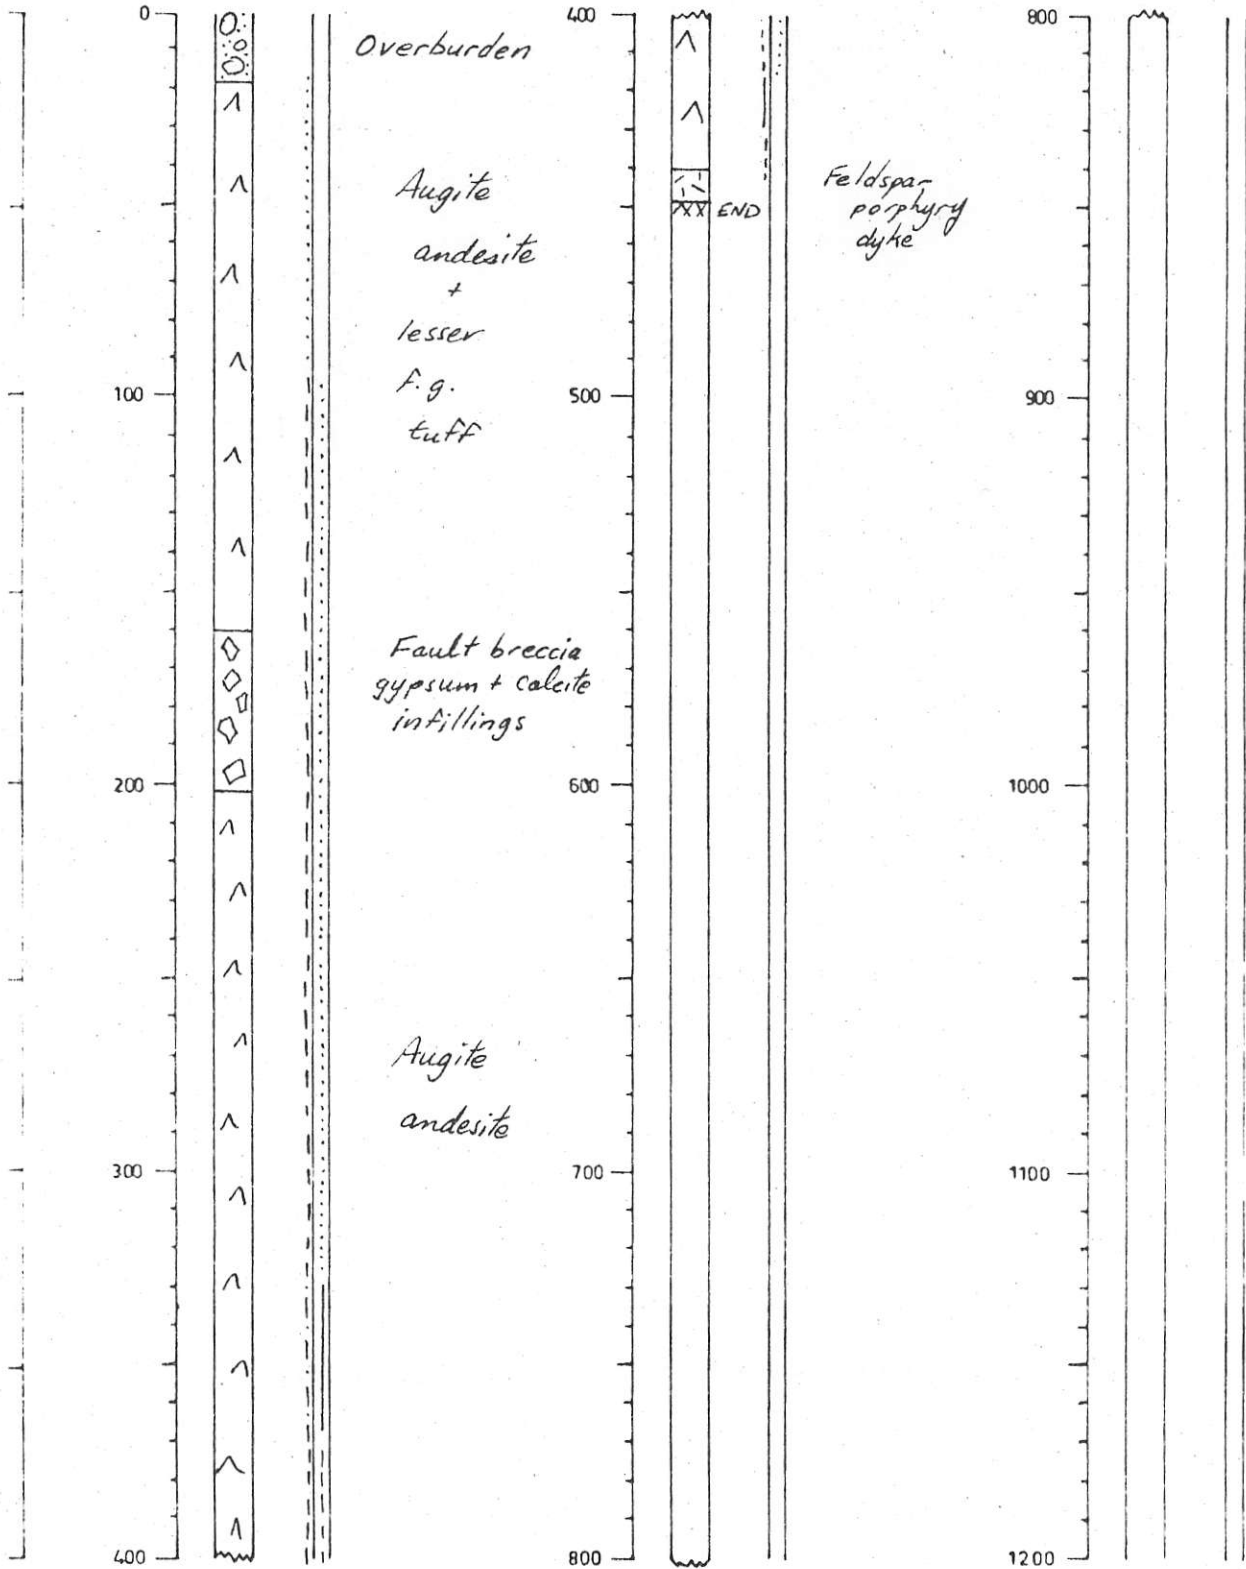 0
100
200
300
400
Overburden
Augite
andesite
+
lesser
f.g.
tuff
Fault breccia
gypsum + calcite
infillings
Augite
andesite
400
500
600
700
800
END
Feldspar
porphyry
dyke
800
900
1000
1100
1200